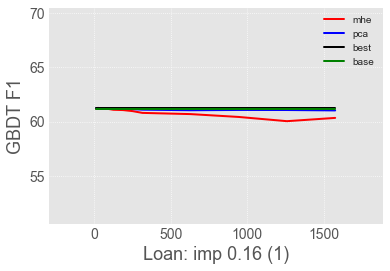 70
65
60
55
GBDT F1
mhe
pca
best
base
0 500 1000 1500
Loan: imp 0.16 (1)